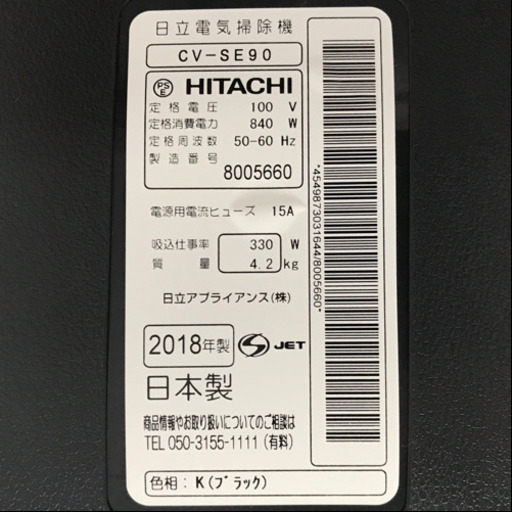 日立電気掃除機
CV-SE90
PS E HITACHI
定格電圧 100 V
定格消費電力 840 W
定格周波数 50-60 Hz
製造番号
8005660
電源用電流ヒューズ 15A
吸込仕事率 330 W
質量 4.2 kg
日立アプライアンス(株)
2018年製 S JET
日本製
商品情報やお取り扱いについてのご相談は
TEL 050-3155-1111 (有料)
色相:K(ブラック)
*4549873031644/8005660*